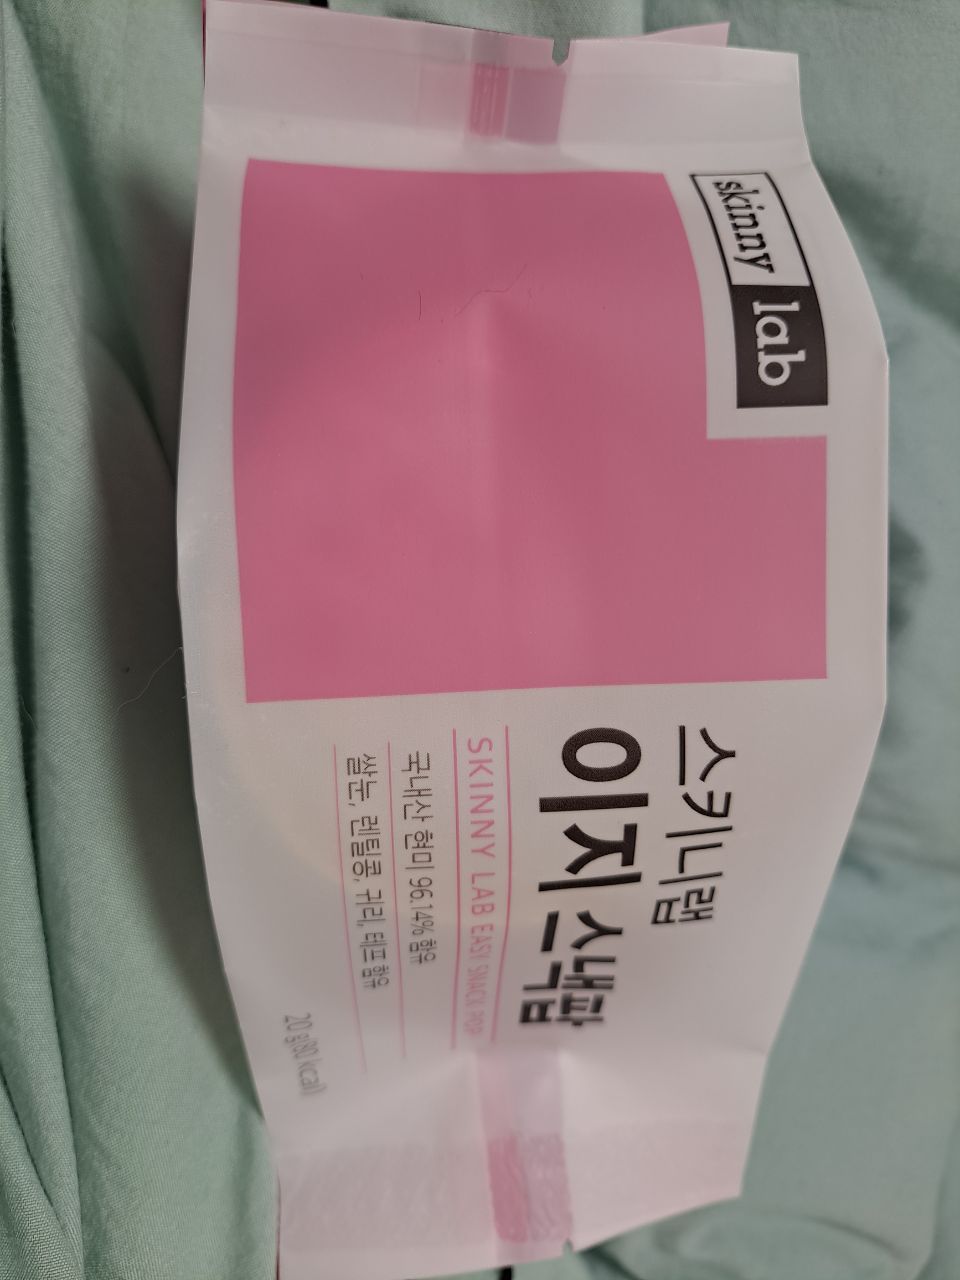 skinny lab
스키니랩
이지스낵팝
SKINNY LAB EASY SNACK POP
국내산 현미 96.14% 함유
쌀눈, 렌틸콩, 귀리, 테프 함유
20 g(80 kcal)